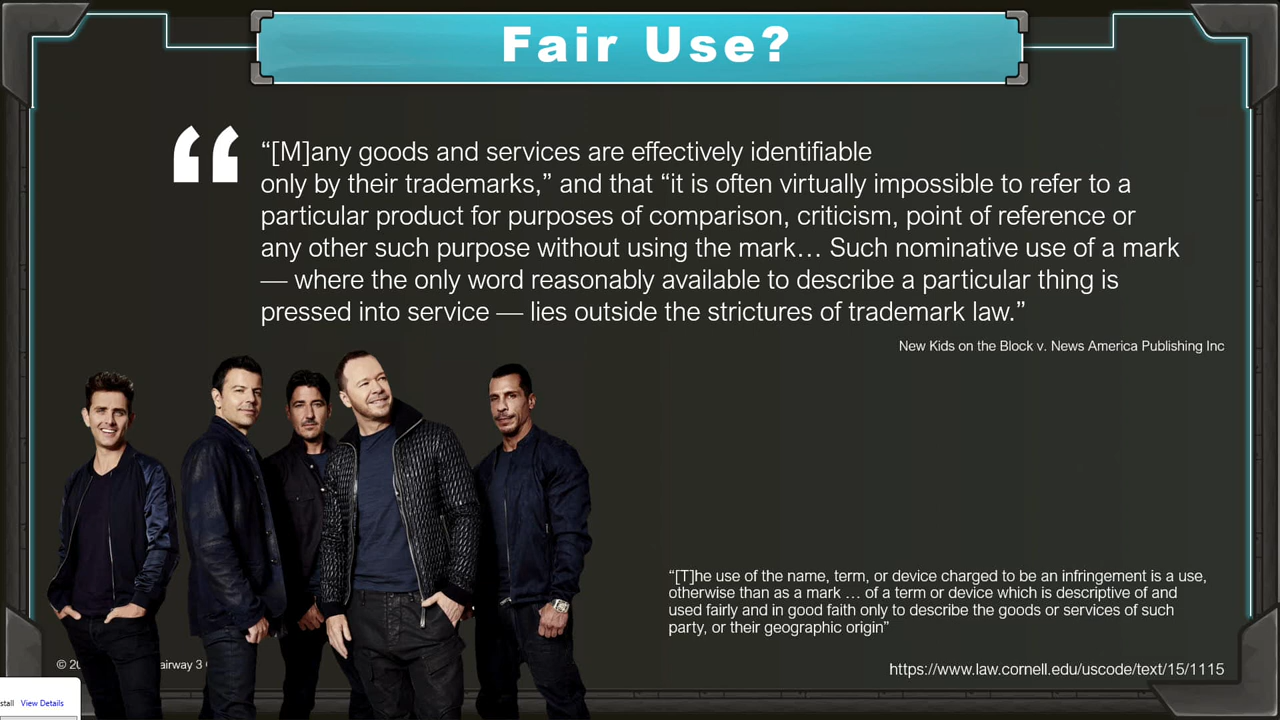 Fair Use?
“[M]any goods and services are effectively identifiable
only by their trademarks,” and that “it is often virtually impossible to refer to a
particular product for purposes of comparison, criticism, point of reference or
any other such purpose without using the mark… Such nominative use of a mark
— where the only word reasonably available to describe a particular thing is
pressed into service — lies outside the strictures of trademark law.”
New Kids on the Block v. News America Publishing Inc
“[T]he use of the name, term, or device charged to be an infringement is a use,
otherwise than as a mark … of a term or device which is descriptive of and
used fairly and in good faith only to describe the goods or services of such
party, or their geographic origin”
https://www.law.cornell.edu/uscode/text/15/1115
© 3
View Details